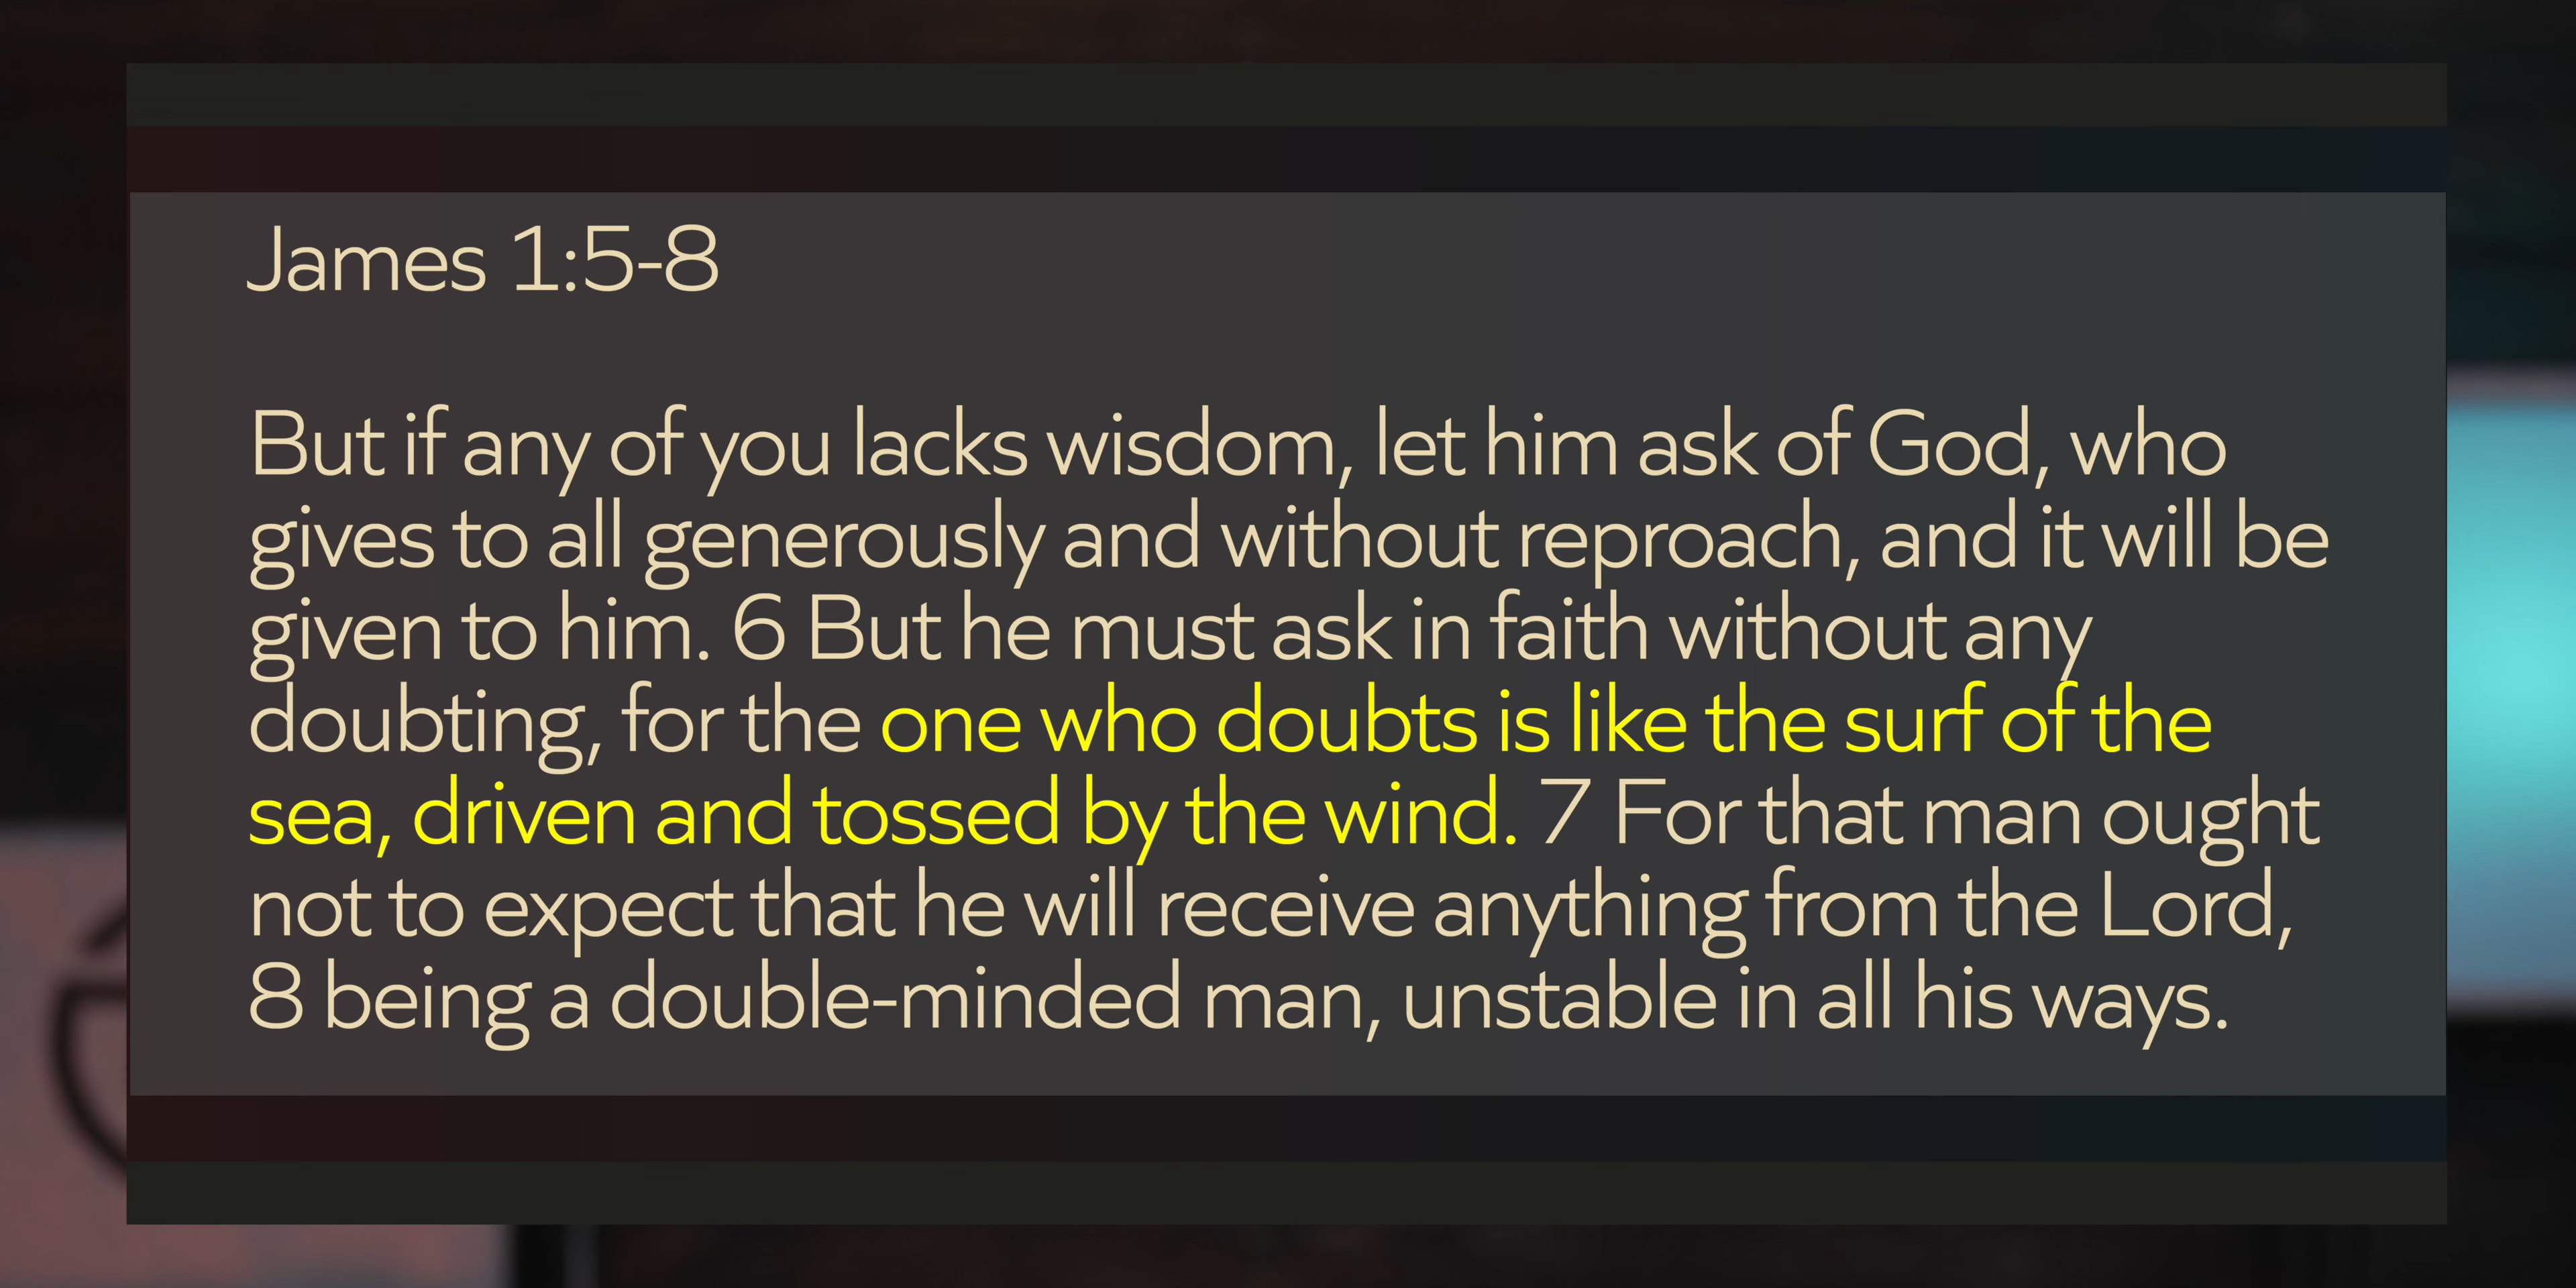 James 1:5-8
But if any of you lacks wisdom, let him ask of God, who
gives to all generously and without reproach, and it will be
given to him. 6 But he must ask in faith without any
doubting, for the one who doubts is like the surf of the
sea, driven and tossed by the wind. 7 For that man ought
not to expect that he will receive anything from the Lord,
8 being a double-minded man, unstable in all his ways.